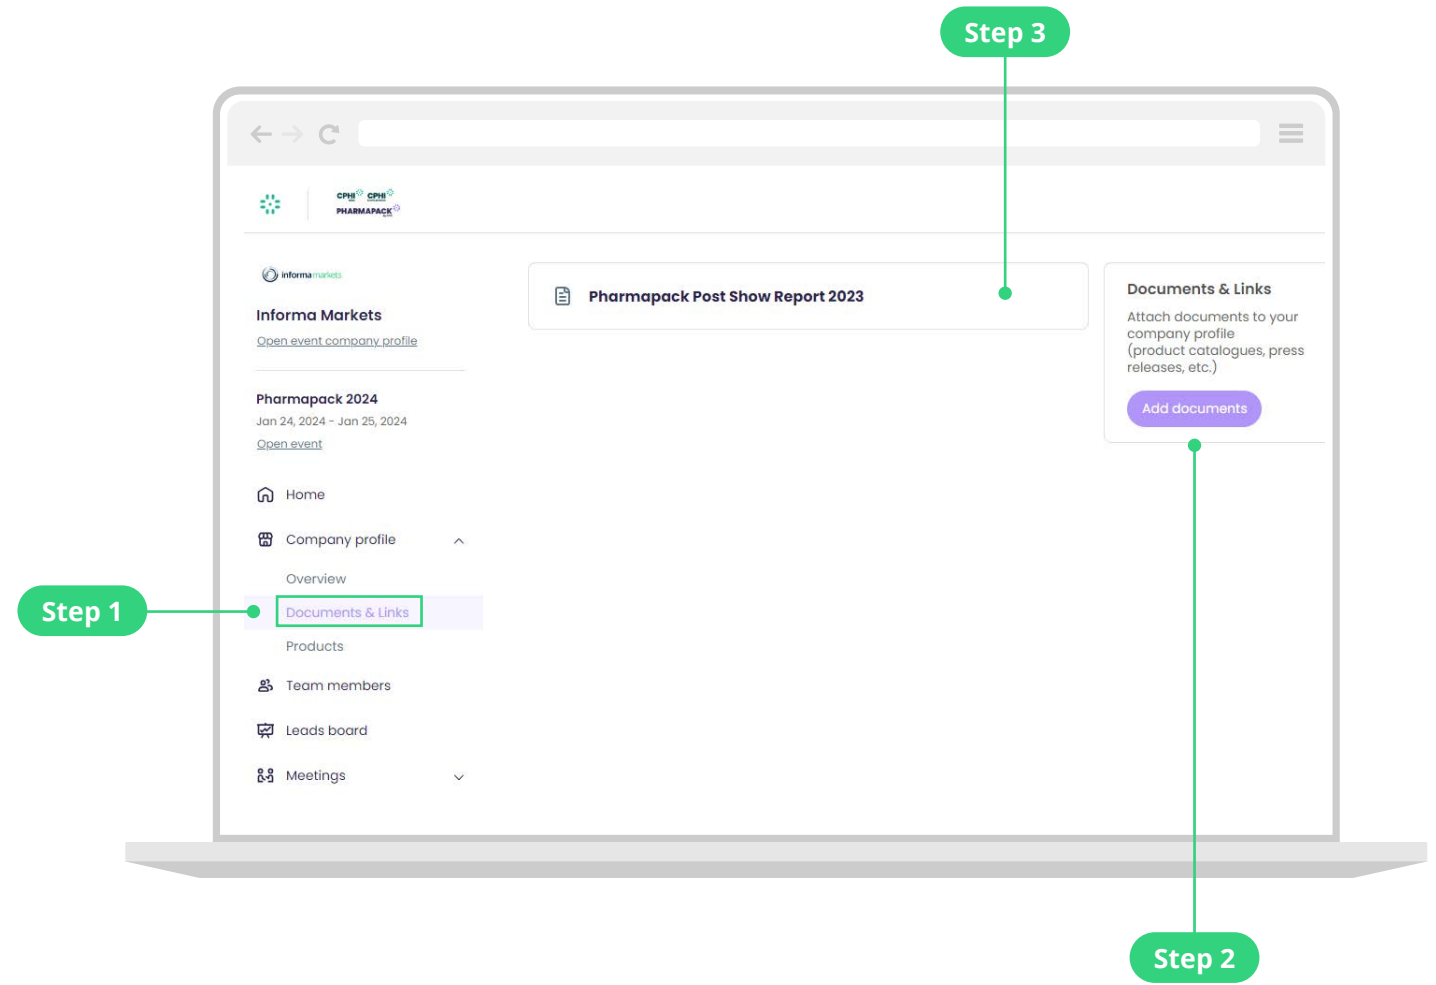 Step 3
CPHI CPHI
PHARMAPACK
informa markets
Informa Markets
Open event company profile
Pharmapack 2024
Jan 24, 2024 - Jan 25, 2024
Open event
Home
Company profile
Overview
Step 1
Documents & Links
Products
Team members
Leads board
Meetings
Pharmapack Post Show Report 2023
Documents & Links
Attach documents to your
company profile
(product catalogues, press
releases, etc.)
Add documents
Step 2